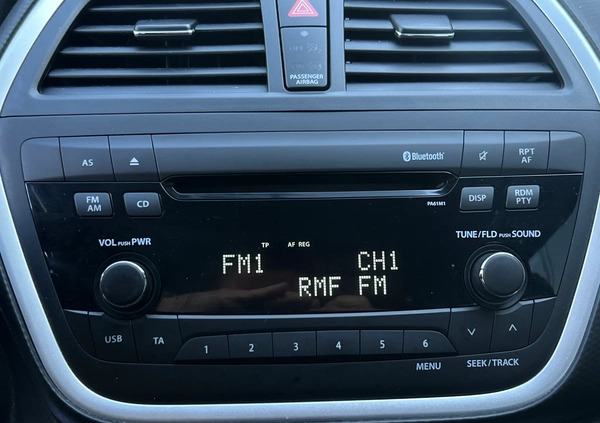 PASSENGER
AIRBAG
Bluetooth
AS
RPT
AF
FM
AM
CD
PA61M1
DISP
RDM
PTY
VOL PUSH PWR
TUNE/FLD PUSH SOUND
TP AF REG
FM1 CH1
RMF FM
USB TA 1 2 3 4 5 6
MENU
SEEK/TRACK